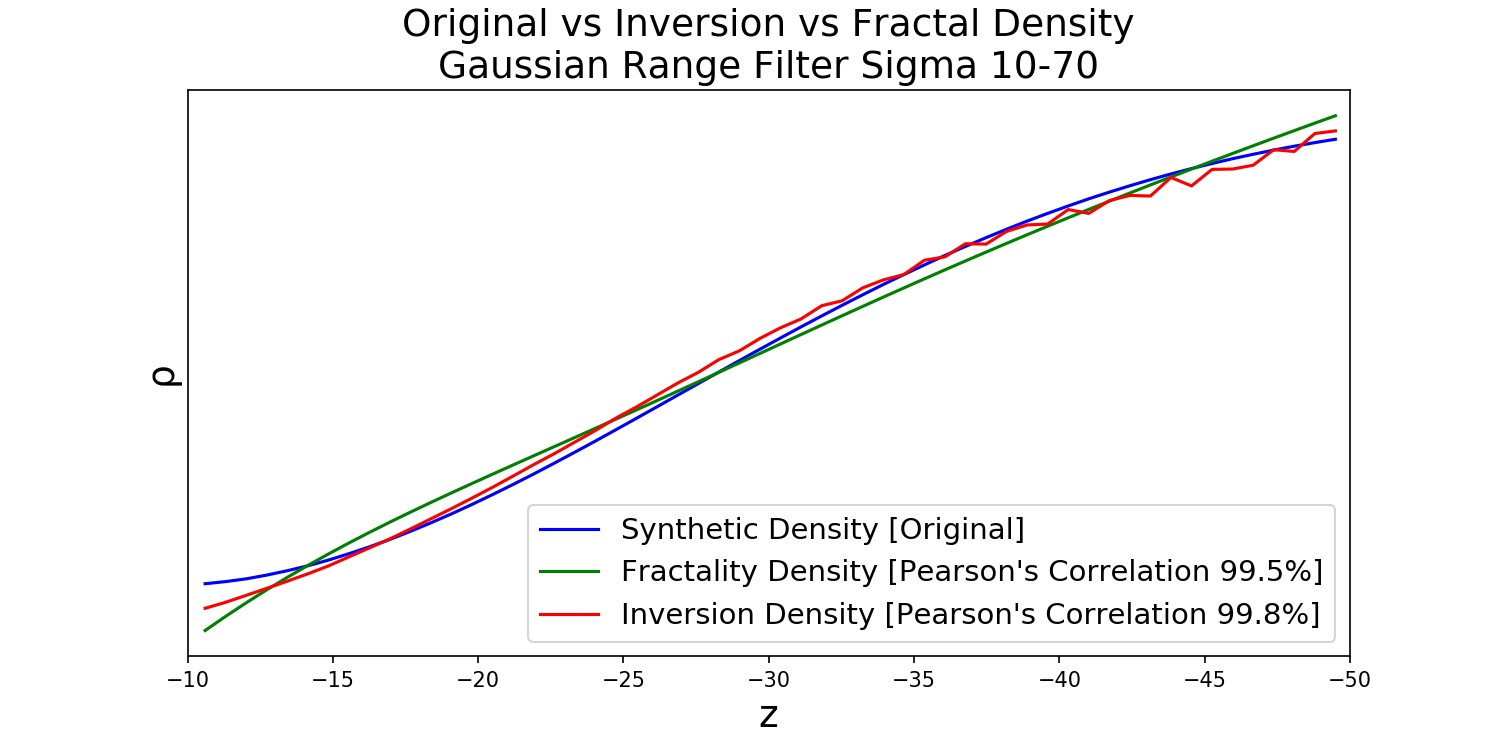 Original vs Inversion vs Fractal Density
Gaussian Range Filter Sigma 10-70
ρ
Synthetic Density [Original]
Fractality Density [Pearson's Correlation 99.5%]
Inversion Density [Pearson's Correlation 99.8%]
−10 −15 −20 −25 −30 −35 −40 −45 −50
z